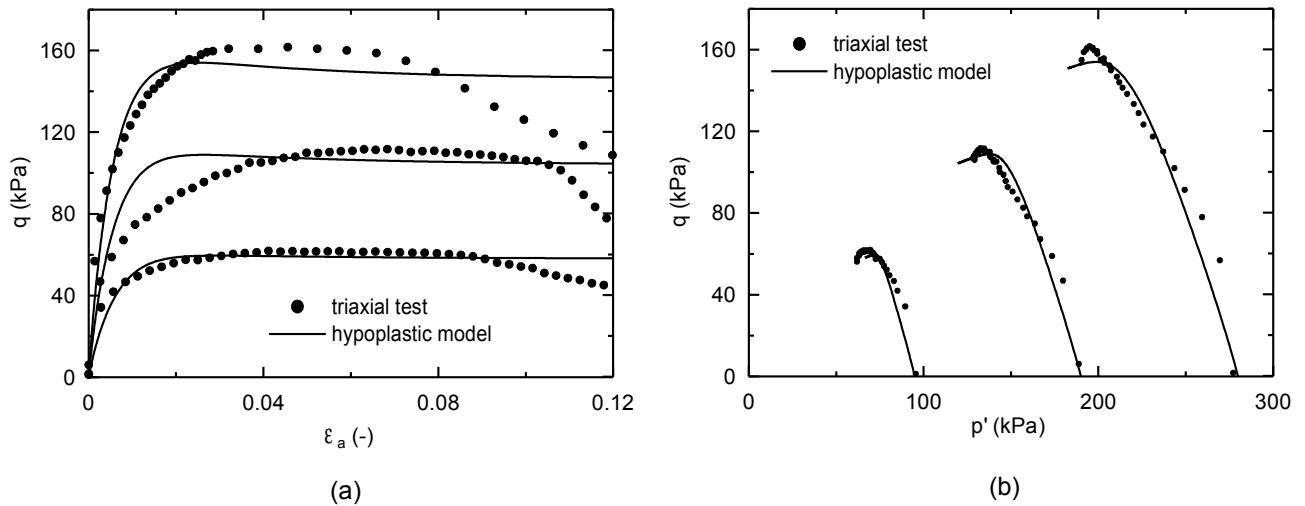 160
120
80
40
0
q (kPa)
triaxial test
hypoplastic model
0
0.04
0.08
0.12
ε a (-)
(a)
160
120
80
40
0
q (kPa)
triaxial test
hypoplastic model
0
100
200
300
p' (kPa)
(b)